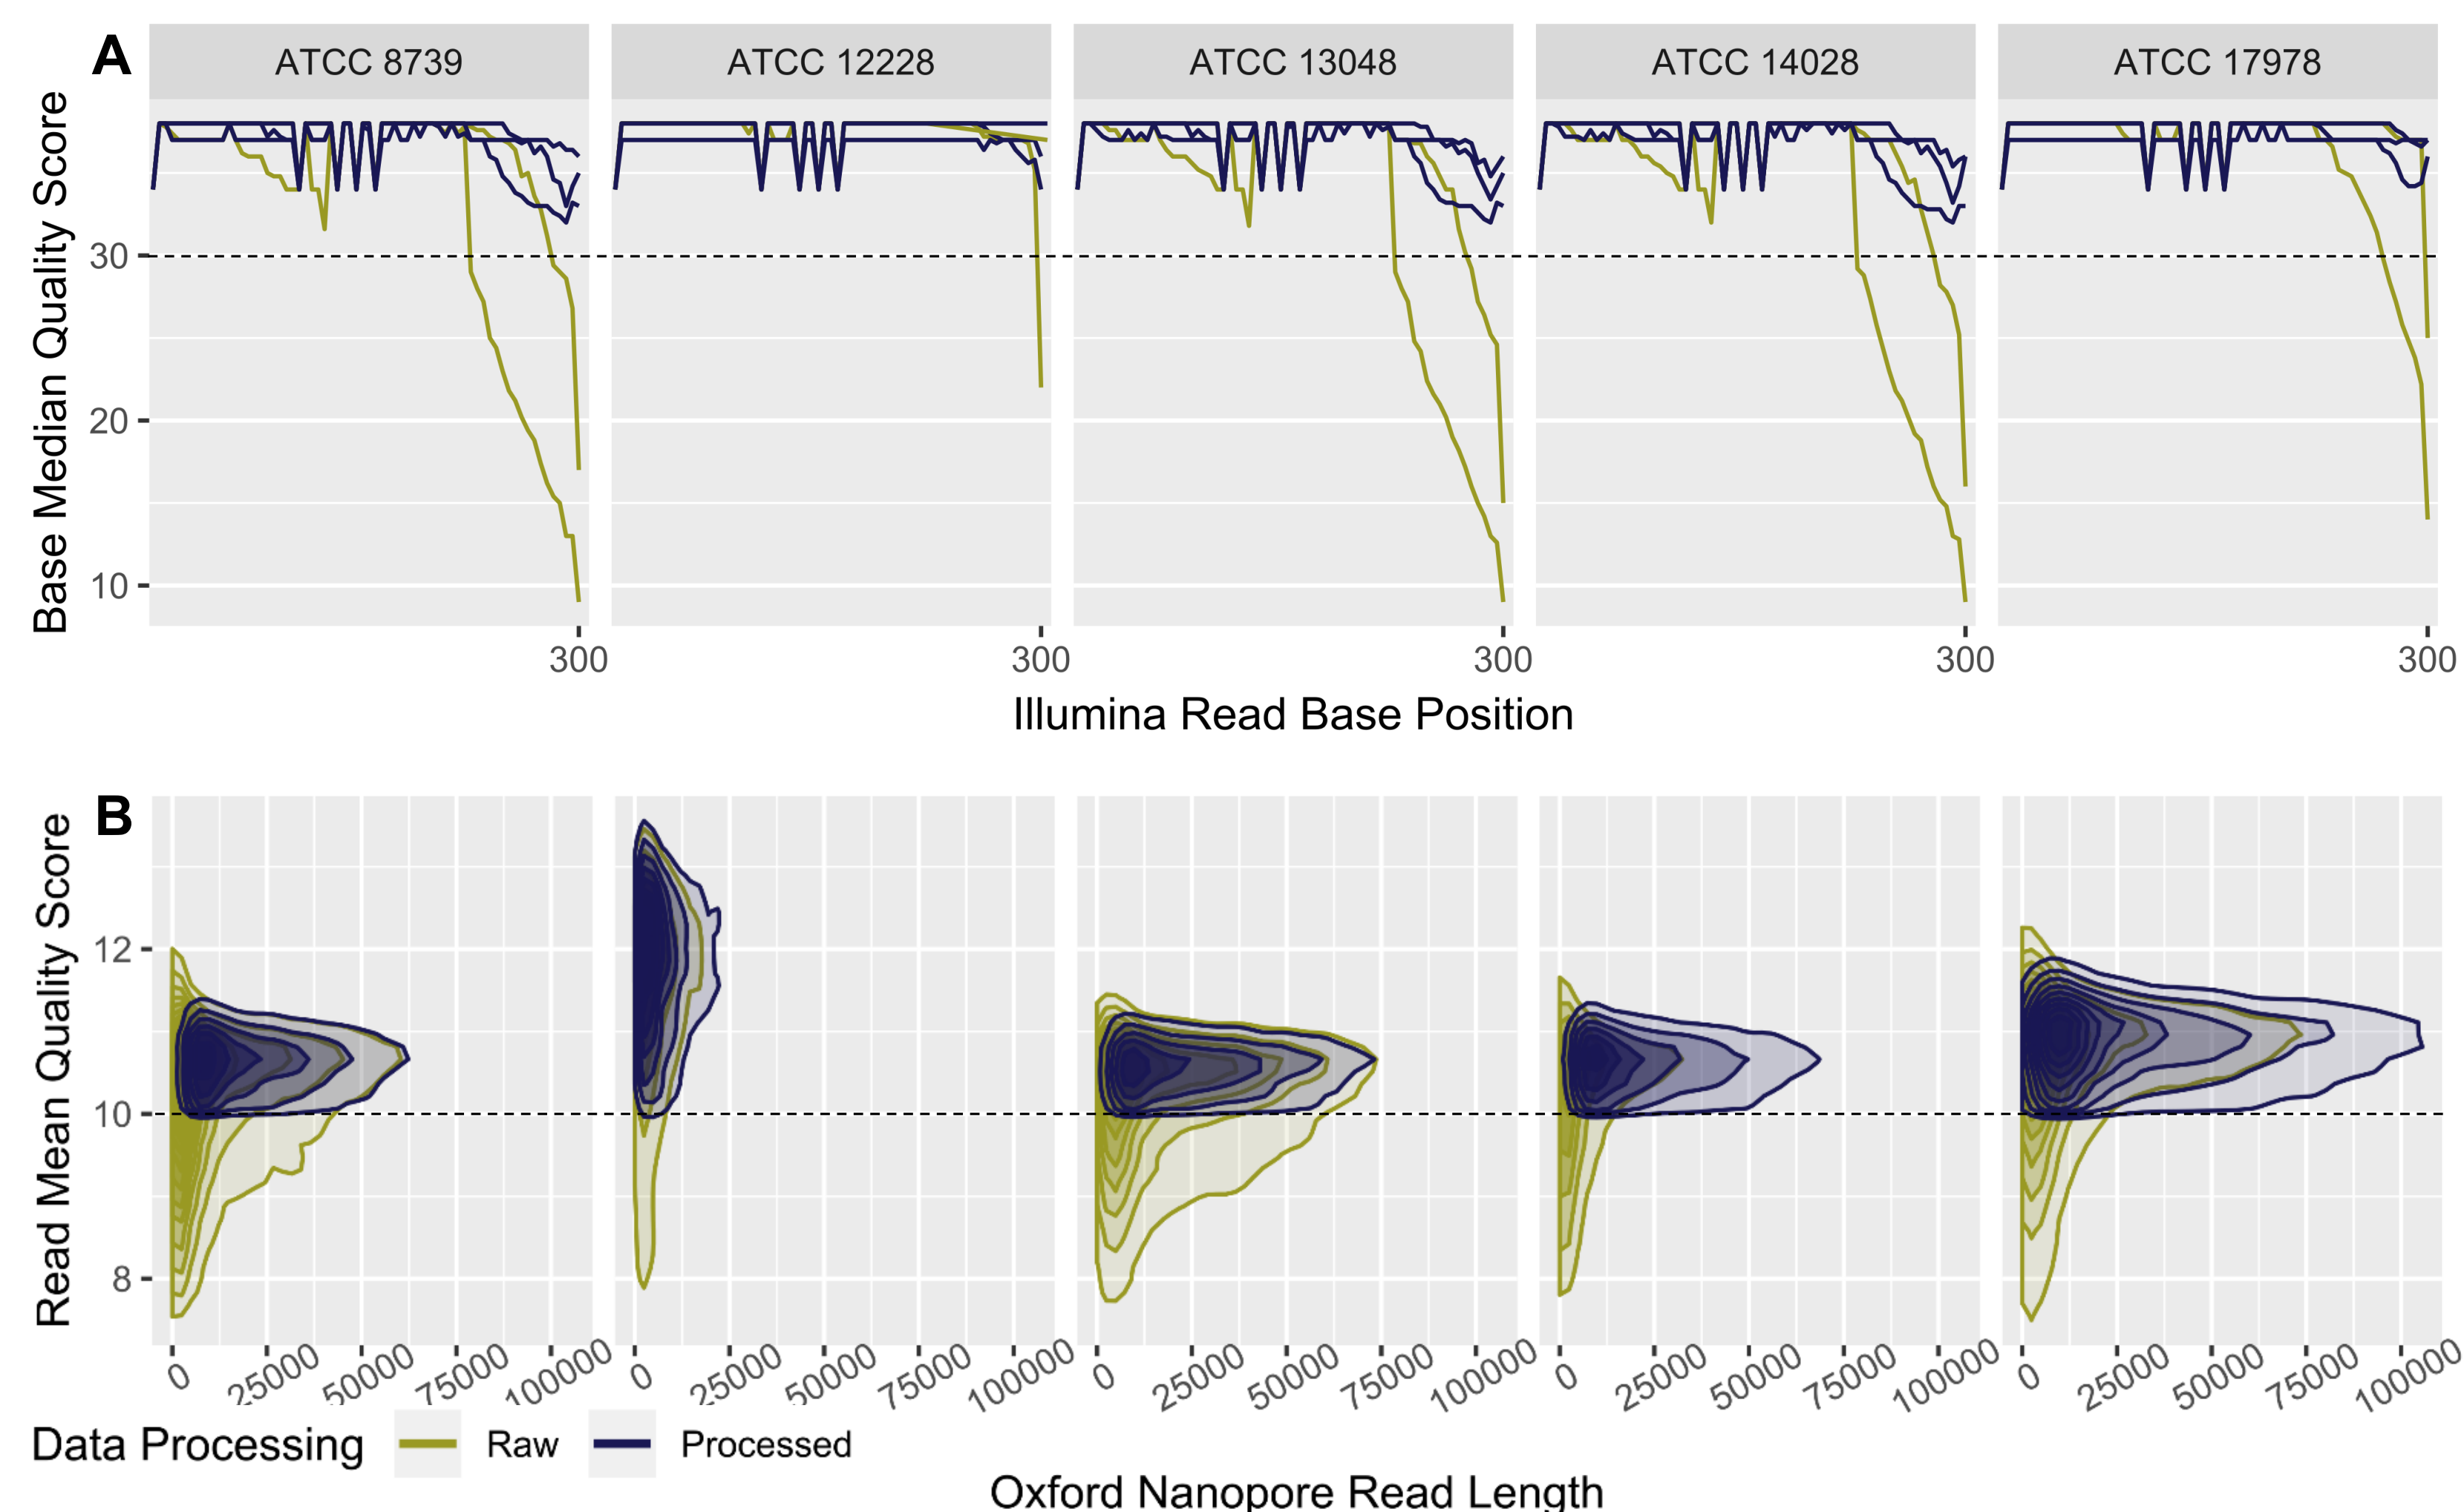 A
ATCC 8739 ATCC 12228 ATCC 13048 ATCC 14028 ATCC 17978
Base Median Quality Score
30
20
10
300 300 300 300 300
Illumina Read Base Position
B
Read Mean Quality Score
12
10
8
0 25000 50000 75000 100000 0 25000 50000 75000 100000 0 25000 50000 75000 100000 0 25000 50000 75000 100000 0 25000 50000 75000 100000
Data Processing Raw Processed
Oxford Nanopore Read Length